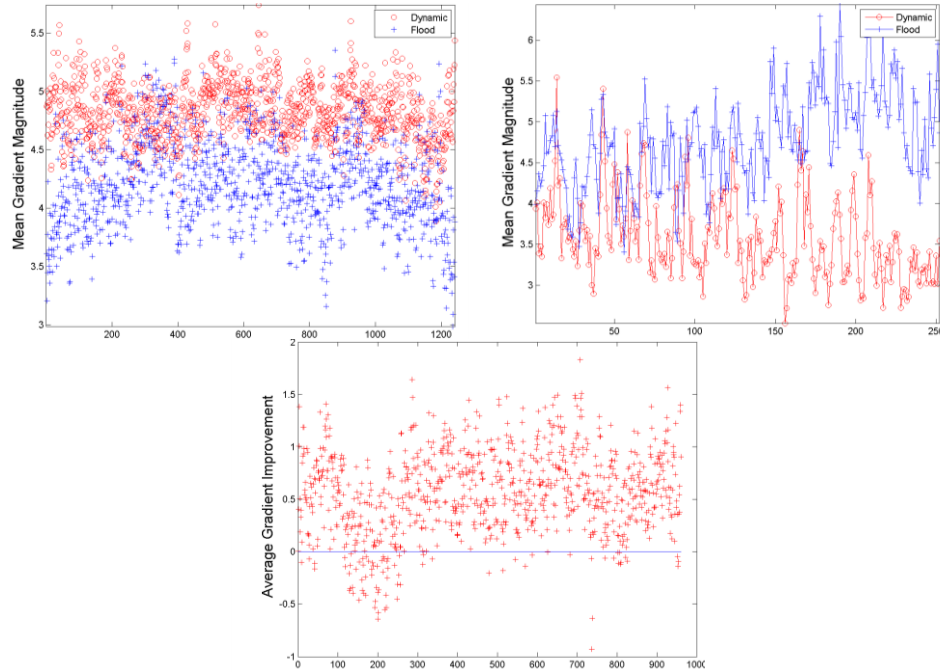 Mean Gradient Magnitude
5.5
5
4.5
4
3.5
3
200 400 600 800 1000 1200
Dynamic
Flood
Mean Gradient Magnitude
6
5.5
5
4.5
4
3.5
3
50 100 150 200 250
Dynamic
Flood
Average Gradient Improvement
2
1.5
1
0.5
0
-0.5
-1
0 100 200 300 400 500 600 700 800 900 1000